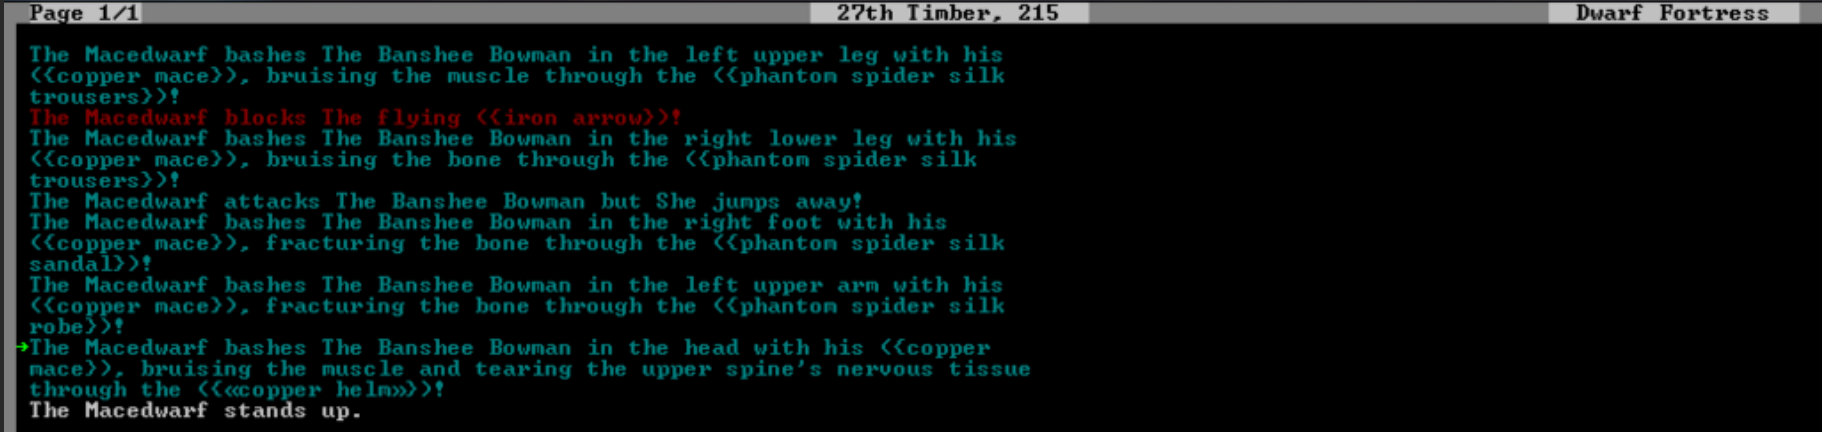 Page 1/1 27th Timber, 215 Dwarf Fortress
The Macedwarf bashes The Banshee Bowman in the left upper leg with his
({copper mace}), bruising the muscle through the ({phantom spider silk
trousers})!
The Macedwarf blocks The flying ({iron arrow})!
The Macedwarf bashes The Banshee Bowman in the right lower leg with his
({copper mace}), bruising the bone through the ({phantom spider silk
trousers})!
The Macedwarf attacks The Banshee Bowman but She jumps away!
The Macedwarf bashes The Banshee Bowman in the right foot with his
({copper mace}), fracturing the bone through the ({phantom spider silk
sandal})!
The Macedwarf bashes The Banshee Bowman in the left upper arm with his
({copper mace}), fracturing the bone through the ({phantom spider silk
robe})!
→The Macedwarf bashes The Banshee Bowman in the head with his ({copper
mace}), bruising the muscle and tearing the upper spine's nervous tissue
through the ({«copper helm»})!
The Macedwarf stands up.